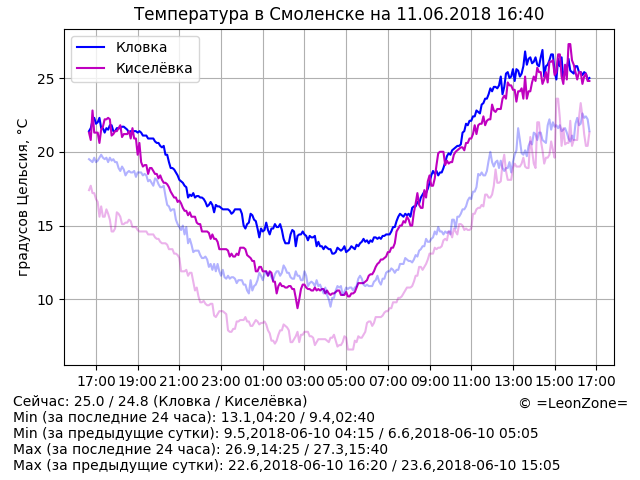 Температура в Смоленске на 11.06.2018 16:40
Кловка
Киселёвка
градусов Цельсия, °C
25
20
15
10
17:00 19:00 21:00 23:00 01:00 03:00 05:00 07:00 09:00 11:00 13:00 15:00 17:00
Сейчас: 25.0 / 24.8 (Кловка / Киселёвка)
© =LeonZone=
Min (за последние 24 часа): 13.1,04:20 / 9.4,02:40
Min (за предыдущие сутки): 9.5,2018-06-10 04:15 / 6.6,2018-06-10 05:05
Max (за последние 24 часа): 26.9,14:25 / 27.3,15:40
Max (за предыдущие сутки): 22.6,2018-06-10 16:20 / 23.6,2018-06-10 15:05